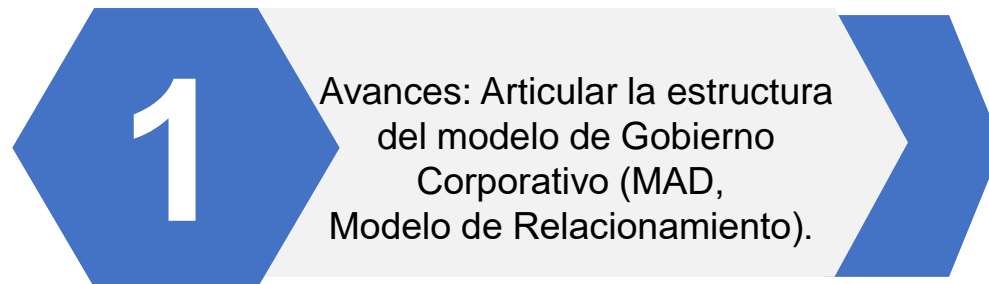 1
Avances: Articular la estructura
del modelo de Gobierno
Corporativo (MAD,
Modelo de Relacionamiento).